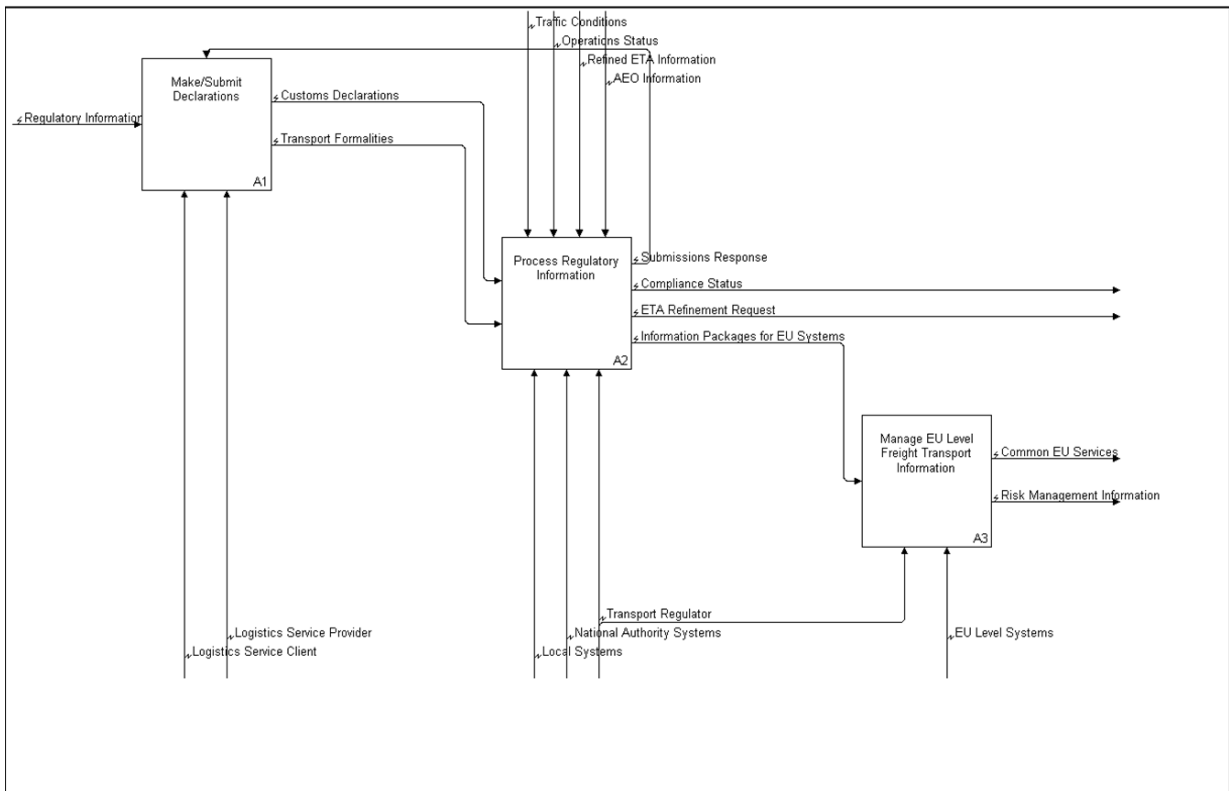 Traffic Conditions
Operations Status
Refined ETA Information
AEO Information
Make/Submit
Declarations
A1
Regulatory Information
Customs Declarations
Transport Formalities
Process Regulatory
Information
A2
Submissions Response
Compliance Status
ETA Refinement Request
Information Packages for EU Systems
Manage EU Level
Freight Transport
Information
A3
Common EU Services
Risk Management Information
Transport Regulator
Logistics Service Provider
National Authority Systems
EU Level Systems
Logistics Service Client
Local Systems